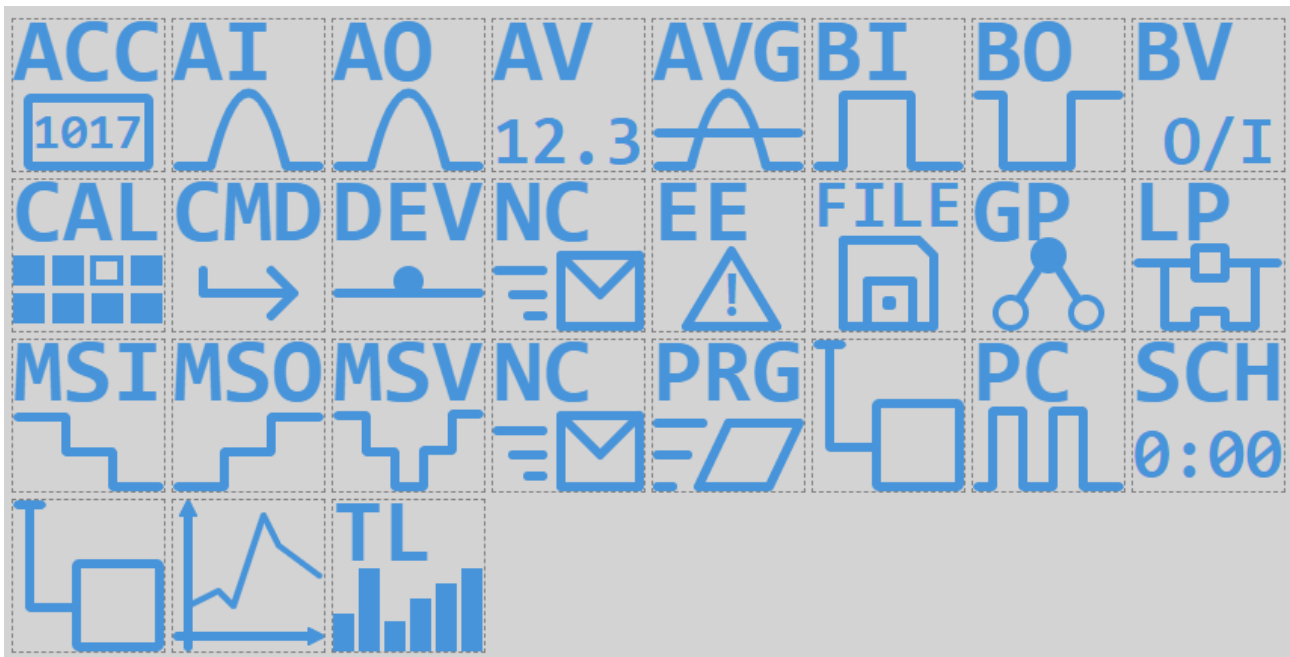 ACC AI AO AV AVG BI BO BV
1017 12.3 O/I
CAL CMD DEV NC EE FILE GP LP
!
MSI MSO MSV NC PRG PC SCH
0:00
TL